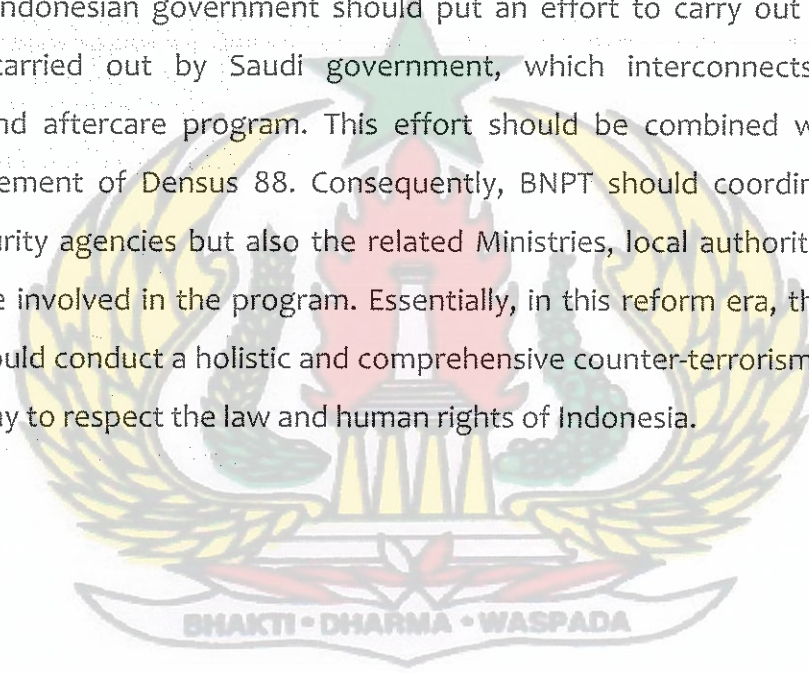 Indonesian government should put an effort to carry out
carried out by Saudi government, which interconnects
nd aftercare program. This effort should be combined w
ement of Densus 88. Consequently, BNPT should coordin
urity agencies but also the related Ministries, local authorit
e involved in the program. Essentially, in this reform era, th
ould conduct a holistic and comprehensive counter-terrorism
ay to respect the law and human rights of Indonesia.
BHAKTI • DHARMA • WASPADA